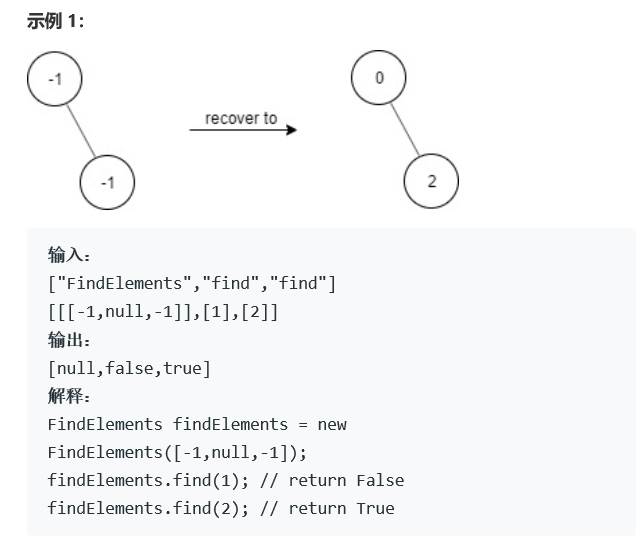 示例 1：
-1
0
recover to
-1
2
输入：
["FindElements","find","find"]
[[[-1,null,-1]],[1],[2]]
输出：
[null,false,true]
解释：
FindElements findElements = new
FindElements([-1,null,-1]);
findElements.find(1); // return False
findElements.find(2); // return True